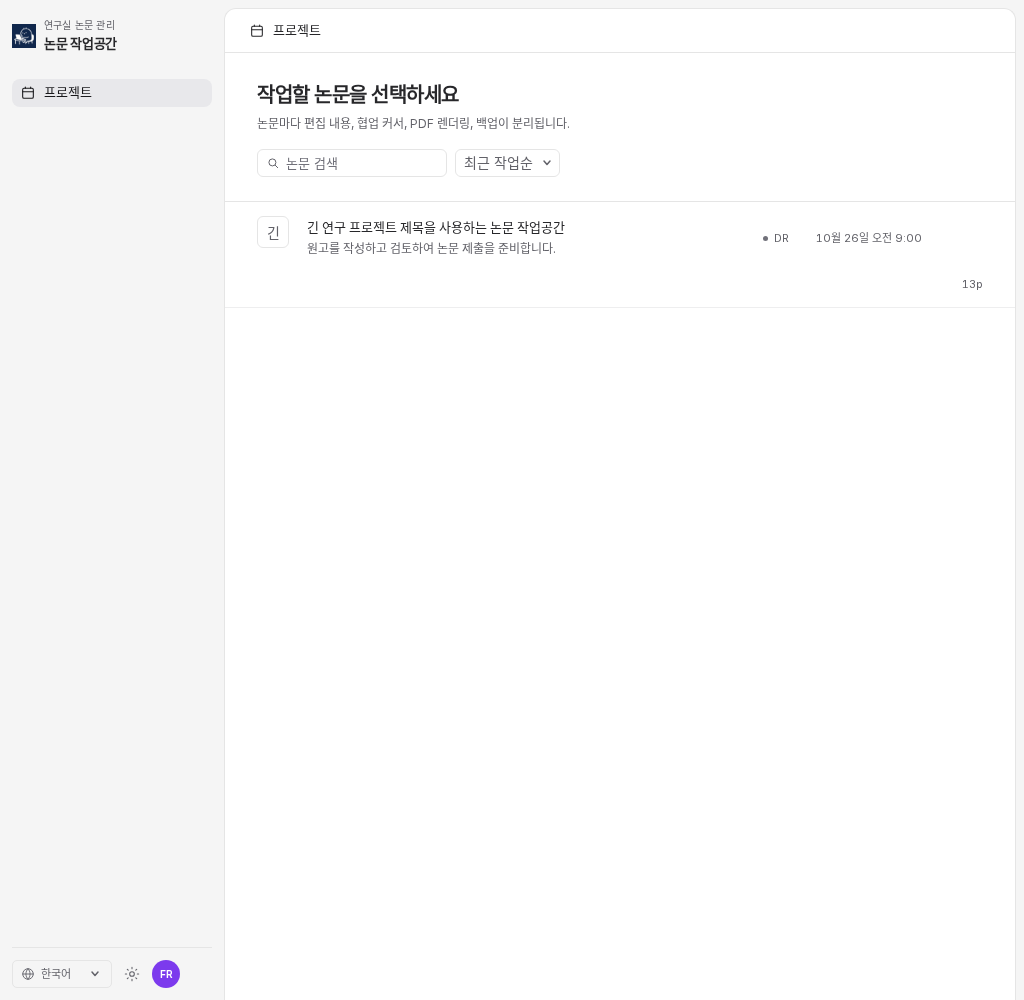 연구실 논문 관리
논문 작업공간
프로젝트
프로젝트
작업할 논문을 선택하세요
논문마다 편집 내용, 협업 커서, PDF 렌더링, 백업이 분리됩니다.
논문 검색
최근 작업순
긴
긴 연구 프로젝트 제목을 사용하는 논문 작업공간
원고를 작성하고 검토하여 논문 제출을 준비합니다.
DR
10월 26일 오전 9:00
13p
한국어
FR